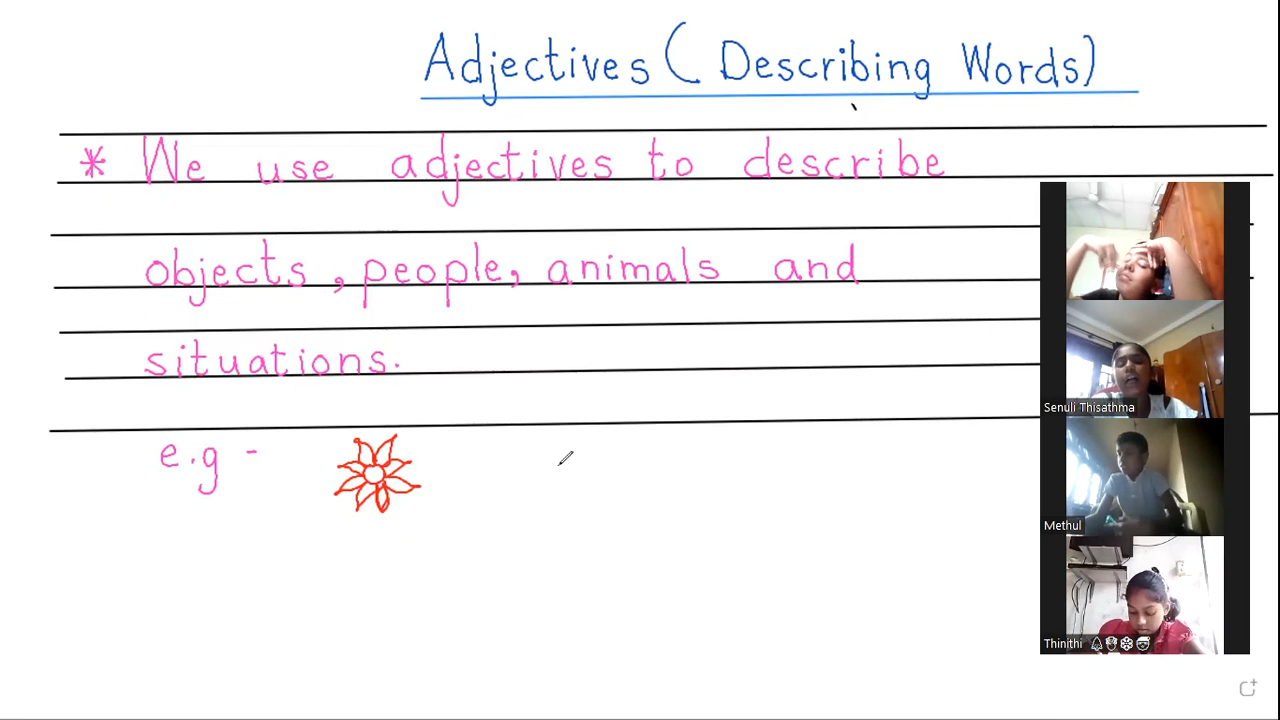 Adjectives ( Describing Words)
* We use adjectives to describe
objects, people, animals and
situations.
e.g -
Senuli Thisathma
Methul
Thinithi